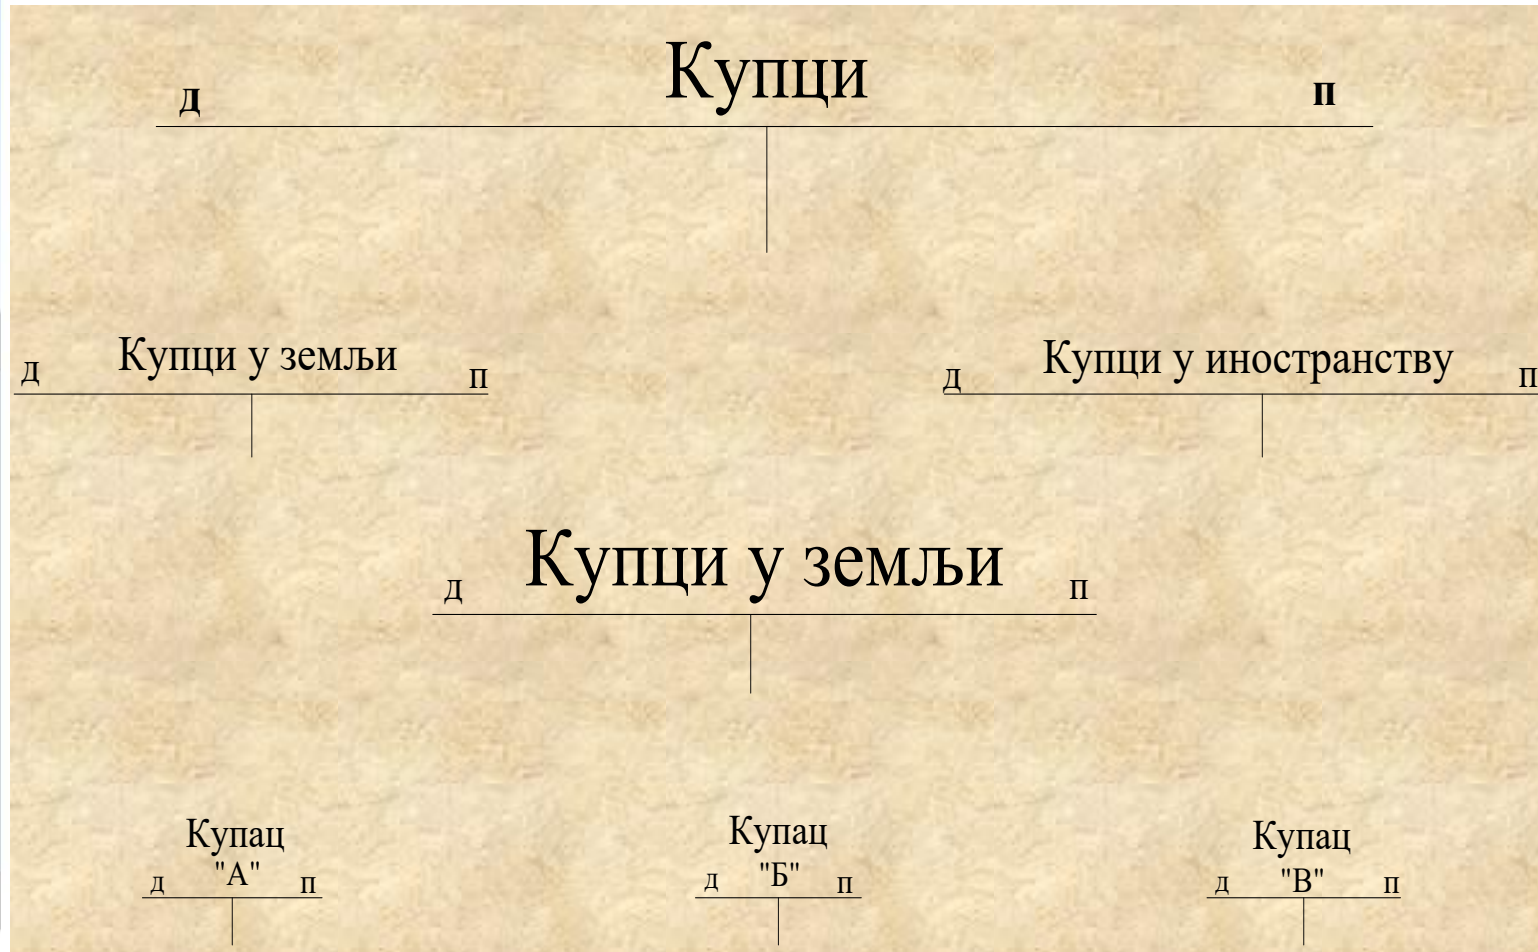 Купци
д п
Купци у земљи
д п
Купци у иностранству
д п
Купци у земљи
д п
Купац
"А"
д п
Купац
"Б"
д п
Купац
"В"
д п